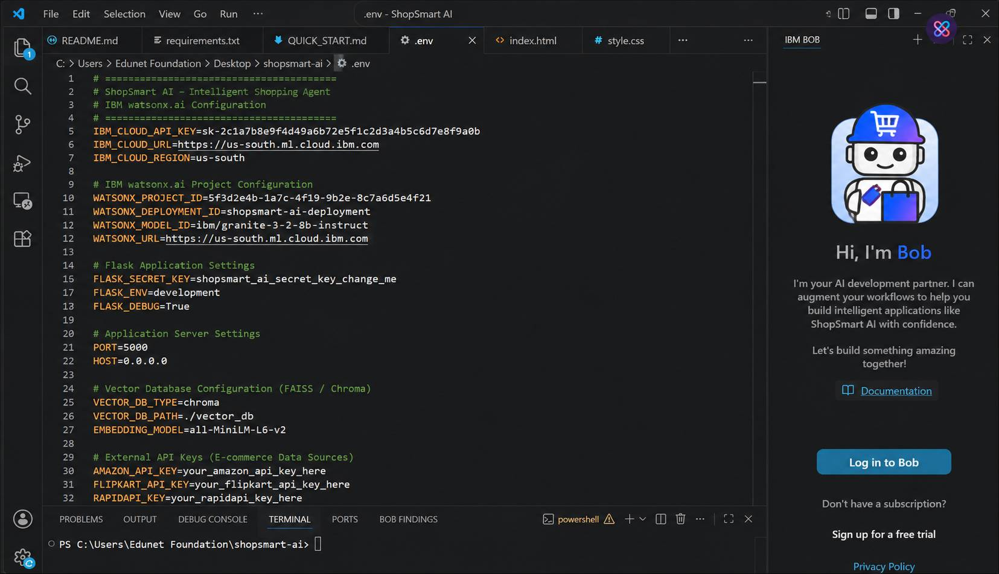 File Edit Selection View Go Run ···
.env - ShopSmart AI
README.md requirements.txt QUICK_START.md .env index.html style.css
C: > Users > Edunet Foundation > Desktop > shopsmart-ai > .env
1 # ========================================
2 # ShopSmart AI – Intelligent Shopping Agent
3 # IBM watsonx.ai Configuration
4 # ========================================
5 IBM_CLOUD_API_KEY=sk-2c1a7b8e9f4d49a6b72e5f1c2d3a4b5c6d7e8f9a0b
6 IBM_CLOUD_URL=https://us-south.ml.cloud.ibm.com
7 IBM_CLOUD_REGION=us-south
8
9 # IBM watsonx.ai Project Configuration
10 WATSONX_PROJECT_ID=5f3d2e4b-1a7c-4f19-9b2e-8c7a6d5e4f21
11 WATSONX_DEPLOYMENT_ID=shopsmart-ai-deployment
12 WATSONX_MODEL_ID=ibm/granite-3-2-8b-instruct
12 WATSONX_URL=https://us-south.ml.cloud.ibm.com
13
14 # Flask Application Settings
15 FLASK_SECRET_KEY=shopsmart_ai_secret_key_change_me
17 FLASK_ENV=development
13 FLASK_DEBUG=True
19
20 # Application Server Settings
21 PORT=5000
22 HOST=0.0.0.0
23
24 # Vector Database Configuration (FAISS / Chroma)
25 VECTOR_DB_TYPE=chroma
26 VECTOR_DB_PATH=./vector_db
27 EMBEDDING_MODEL=all-MiniLM-L6-v2
28
29 # External API Keys (E-commerce Data Sources)
30 AMAZON_API_KEY=your_amazon_api_key_here
31 FLIPKART_API_KEY=your_flipkart_api_key_here
32 RAPIDAPI_KEY=your_rapidapi_key_here
PROBLEMS OUTPUT DEBUG CONSOLE TERMINAL PORTS BOB FINDINGS
powershell
PS C:\Users\Edunet Foundation\shopsmart-ai>
1
IBM BOB
Hi, I'm Bob
I'm your AI development partner. I can
augment your workflows to help you
build intelligent applications like
ShopSmart AI with confidence.
Let's build something amazing
together!
Documentation
Log in to Bob
Don't have a subscription?
Sign up for a free trial
Privacy Policy